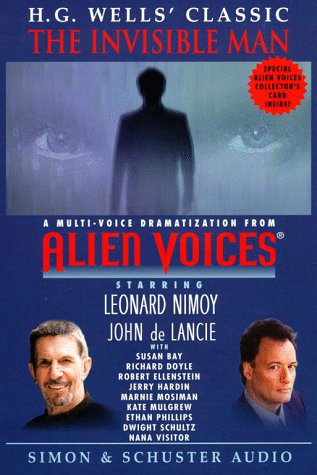 H.G. WELLS' CLASSIC
THE INVISIBLE MAN
SPECIAL
ALIEN VOICES
COLLECTOR'S
CARD INSIDE!
A MULTI-VOICE DRAMATIZATION FROM
ALIEN VOICES®
STARRING
LEONARD NIMOY
JOHN de LANCIE
WITH
SUSAN BAY
RICHARD DOYLE
ROBERT ELLENSTEIN
JERRY HARDIN
MARNIE MOSIMAN
KATE MULGREW
ETHAN PHILLIPS
DWIGHT SCHULTZ
NANA VISITOR
SIMON & SCHUSTER AUDIO